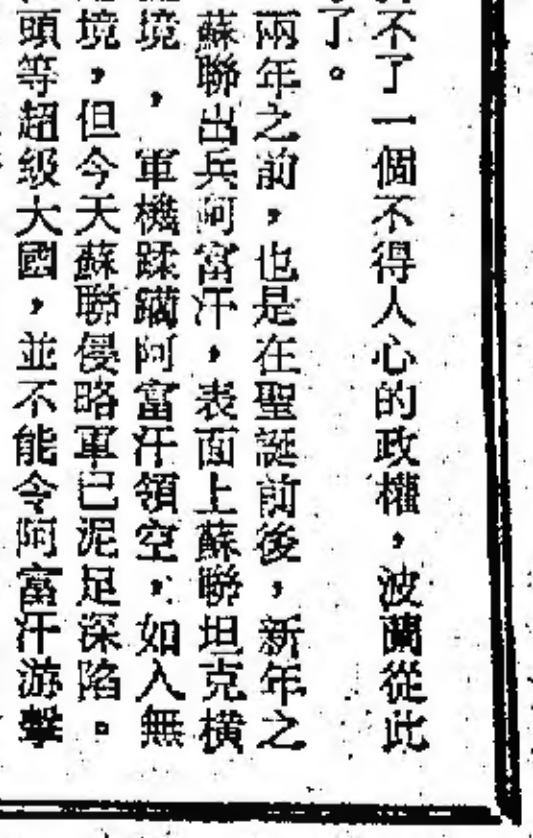 不了一個不得人心的政權，波蘭從此
了。
兩年之前，也是在聖誕前後，新年之
蘇聯出兵阿富汗，表面上蘇聯坦克橫
境，軍機蹂躪阿富汗領空，如入無
境，但今天蘇聯侵略軍已泥足深陷。
頭等超級大國，並不能令阿富汗游擊